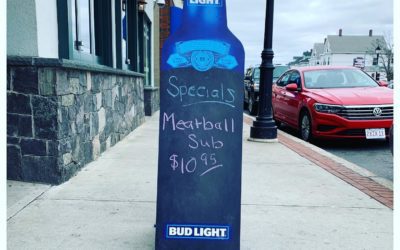 LIGHT
Specials
Meatball
Sub
$10.95
BUD LIGHT